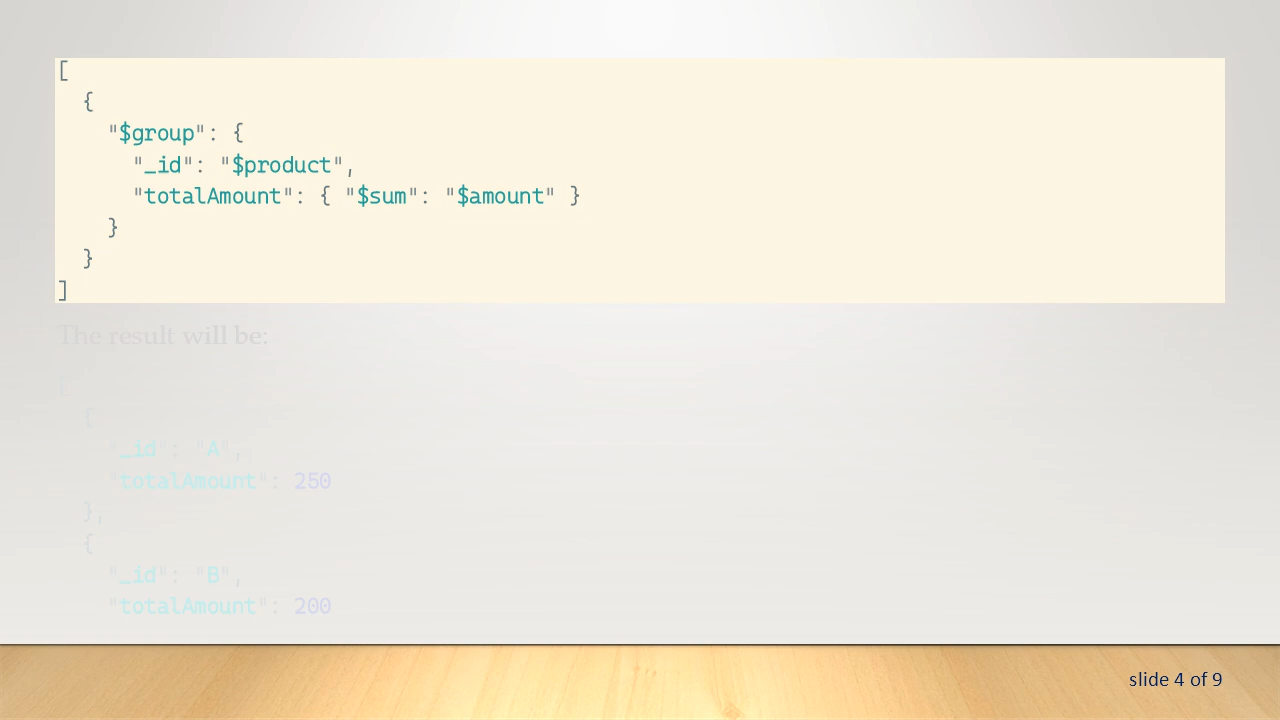 [
  {
    "$group": {
      "_id": "$product",
      "totalAmount": { "$sum": "$amount" }
    }
  }
]
The result will be:
[
  {
    "_id": "A",
    "totalAmount": 250
  },
  {
    "_id": "B",
    "totalAmount": 200
slide 4 of 9